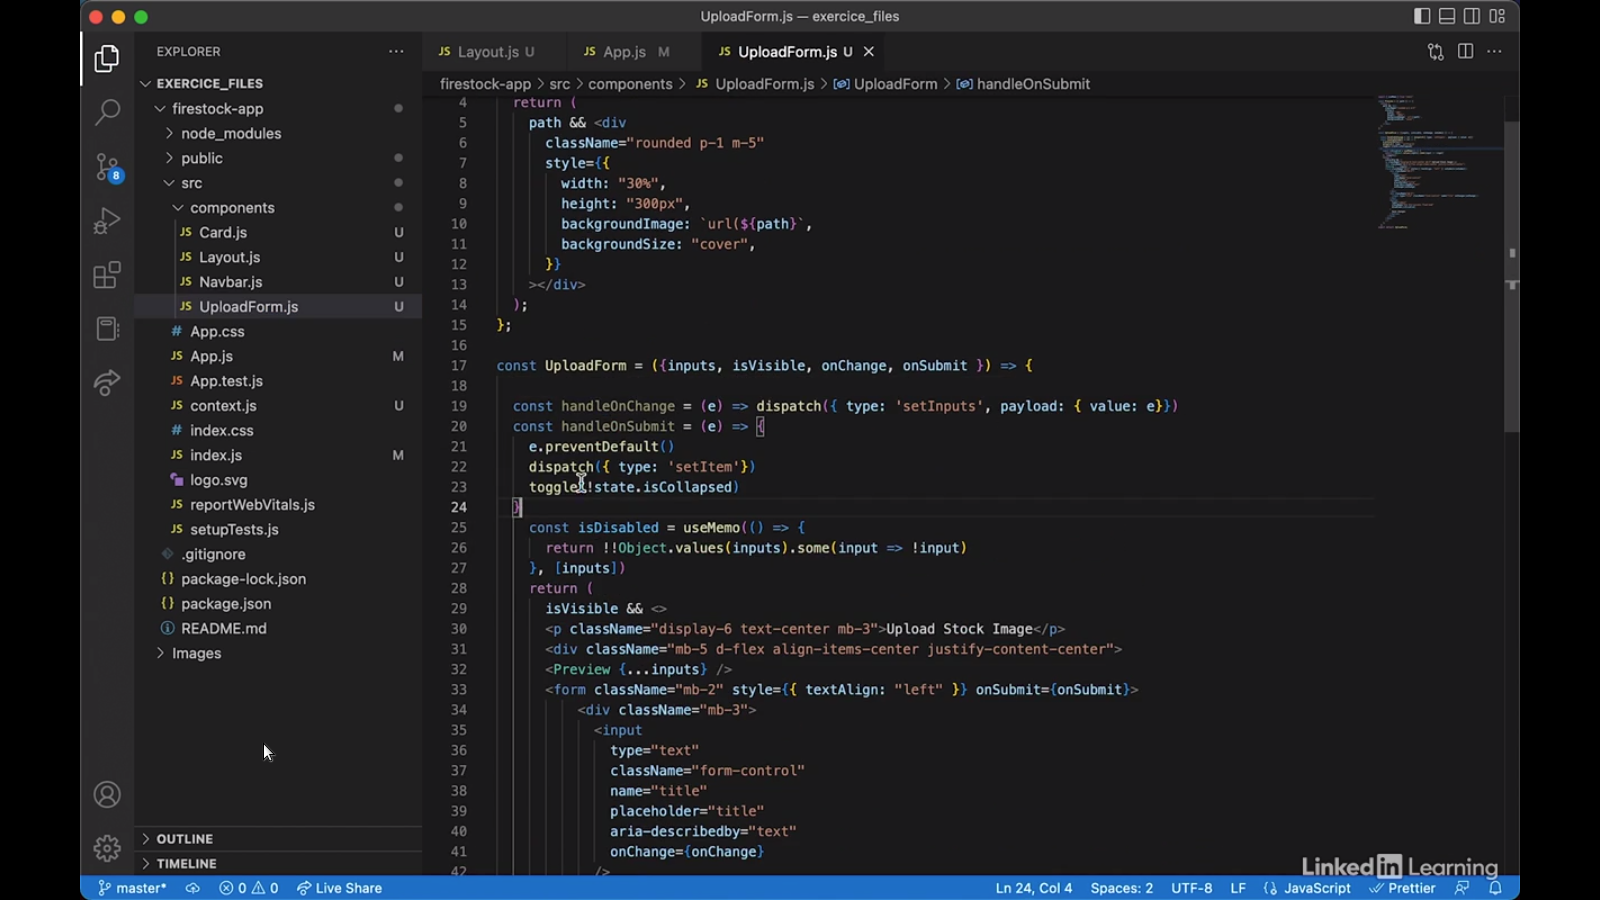 UploadForm.js — exercice_files
EXPLORER
Layout.js U
App.js M
UploadForm.js U
EXERCICE_FILES
firestock-app > src > components > JS UploadForm.js > UploadForm > handleOnSubmit
firestock-app
node_modules
public
src
components
JS Card.js U
JS Layout.js U
JS Navbar.js U
JS UploadForm.js U
# App.css
JS App.js M
JS App.test.js
JS context.js U
# index.css
JS index.js M
logo.svg
JS reportWebVitals.js
JS setupTests.js
.gitignore
{} package-lock.json
{} package.json
README.md
Images
OUTLINE
TIMELINE
8
4 return (
5 path && <div
6 className="rounded p-1 m-5"
7 style={{
8 width: "30%",
9 height: "300px",
10 backgroundImage: `url(${path}`,
11 backgroundSize: "cover",
12 }}
13 ></div>
14 );
15 };
16
17 const UploadForm = ({inputs, isVisible, onChange, onSubmit }) => {
18
19 const handleOnChange = (e) => dispatch({ type: 'setInputs', payload: { value: e}})
20 const handleOnSubmit = (e) => {
21 e.preventDefault()
22 dispatch({ type: 'setItem'})
23 toggle(!state.isCollapsed)
24 }
25 const isDisabled = useMemo(() => {
26 return !!Object.values(inputs).some(input => !input)
27 }, [inputs])
28 return (
29 isVisible && <>
30 <p className="display-6 text-center mb-3">Upload Stock Image</p>
31 <div className="mb-5 d-flex align-items-center justify-content-center">
32 <Preview {...inputs} />
33 <form className="mb-2" style={{ textAlign: "left" }} onSubmit={onSubmit}>
34 <div className="mb-3">
35 <input
36 type="text"
37 className="form-control"
38 name="title"
39 placeholder="title"
40 aria-describedby="text"
41 onChange={onChange}
42 />
LinkedIn Learning
master* 0 0 Live Share Ln 24, Col 4 Spaces: 2 UTF-8 LF {} JavaScript Prettier